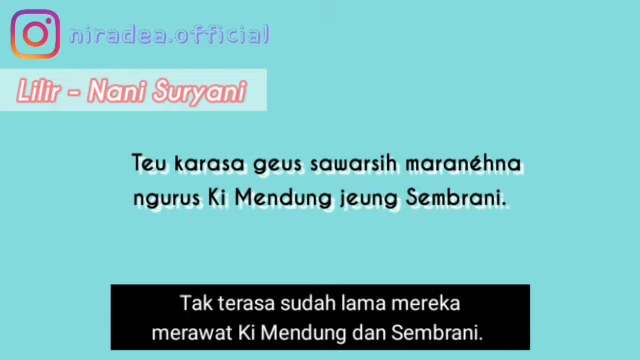 niradea.official
Lilir - Nani Suryani
Teu karasa geus sawarsih maranéhna
ngurus Ki Mendung jeung Sembrani.
Tak terasa sudah lama mereka
merawat Ki Mendung dan Sembrani.